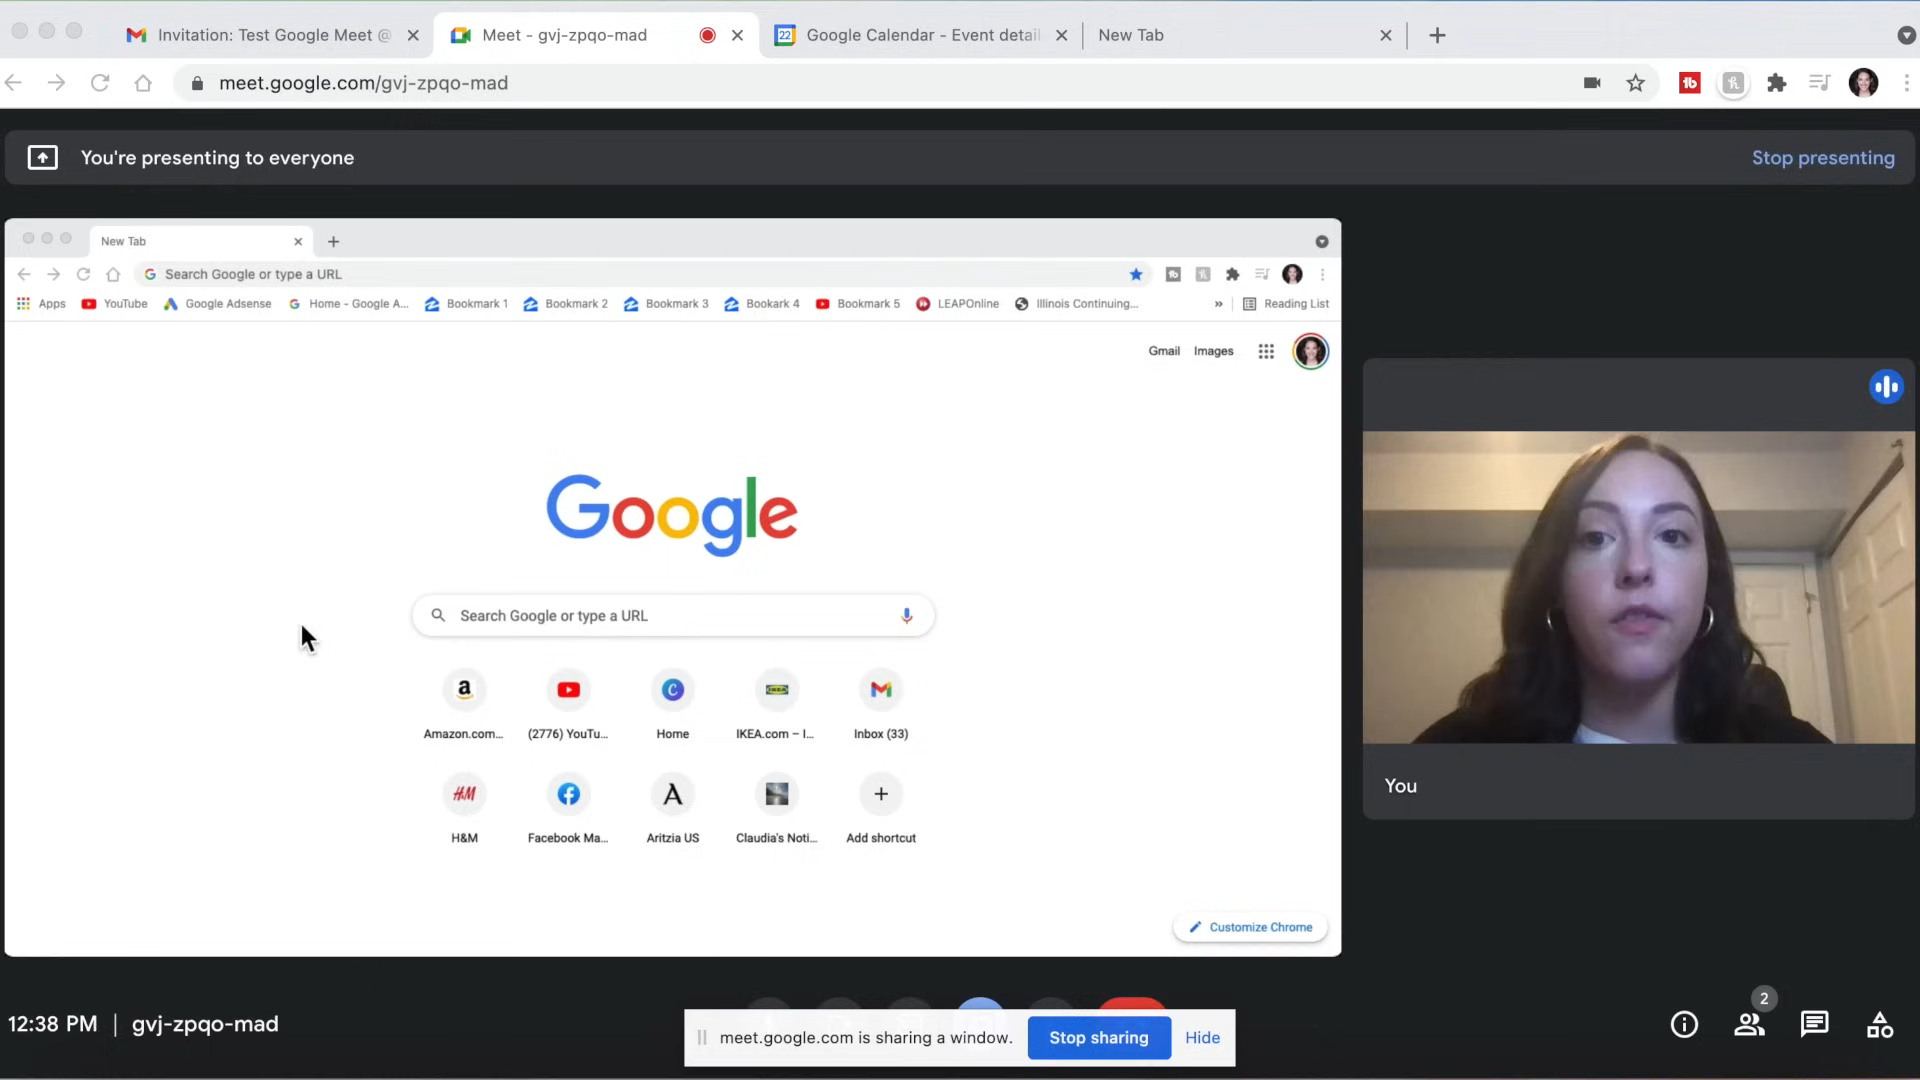 Invitation: Test Google Meet @
Meet - gvj-zpqo-mad
Google Calendar - Event detail
New Tab
meet.google.com/gvj-zpqo-mad
You're presenting to everyone
Stop presenting
New Tab
Search Google or type a URL
Apps
YouTube
Google Adsense
Home - Google A...
Bookmark 1
Bookmark 2
Bookmark 3
Bookark 4
Bookmark 5
LEAPOnline
Illinois Continuing...
»
Reading List
Gmail
Images
Google
Search Google or type a URL
Amazon.com...
(2776) YouTu...
Home
IKEA.com – I...
Inbox (33)
H&M
H&M
Facebook Ma...
Aritzia US
Claudia's Noti...
Add shortcut
Customize Chrome
You
12:38 PM | gvj-zpqo-mad
meet.google.com is sharing a window.
Stop sharing
Hide
2